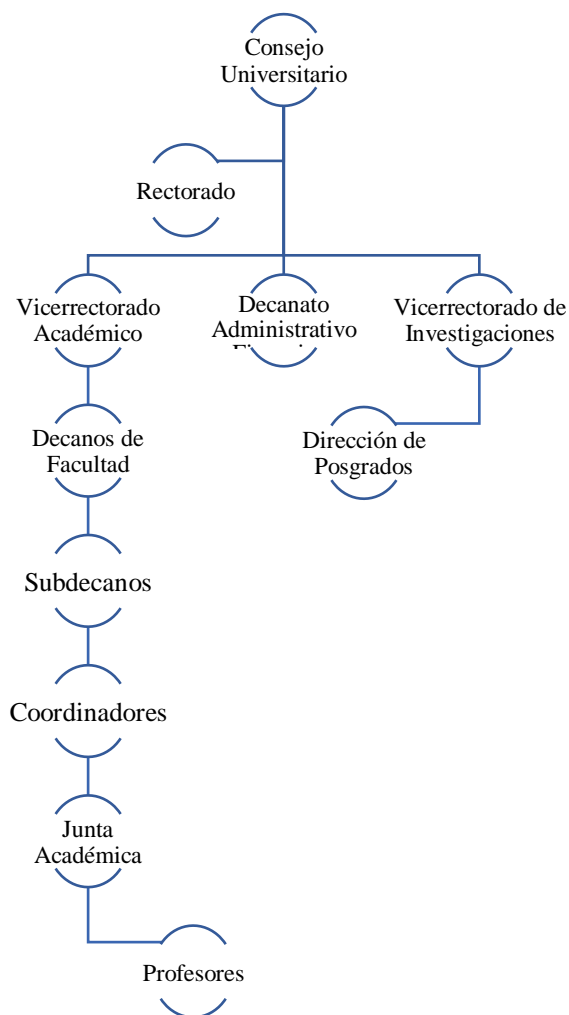 Consejo
Universitario
Rectorado
Vicerrectorado
Académico
Decanato
Administrativo
Vicerrectorado de
Investigaciones
Decanos de
Facultad
Dirección de
Posgrados
Subdecanos
Coordinadores
Junta
Académica
Profesores